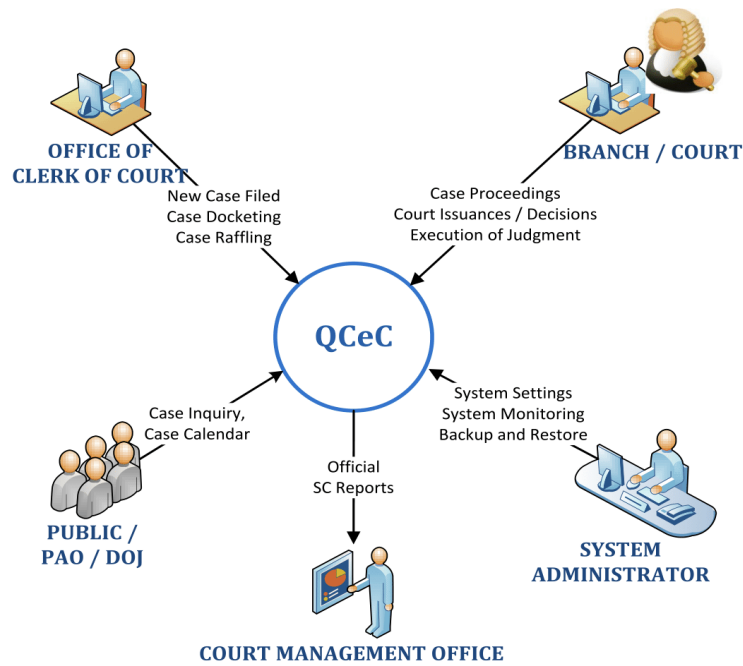 OFFICE OF
CLERK OF COURT
BRANCH / COURT
New Case Filed
Case Docketing
Case Raffling
Case Proceedings
Court Issuances / Decisions
Execution of Judgment
QCeC
Case Inquiry,
Case Calendar
System Settings
System Monitoring
Backup and Restore
Official
SC Reports
PUBLIC /
PAO / DOJ
SYSTEM
ADMINISTRATOR
COURT MANAGEMENT OFFICE